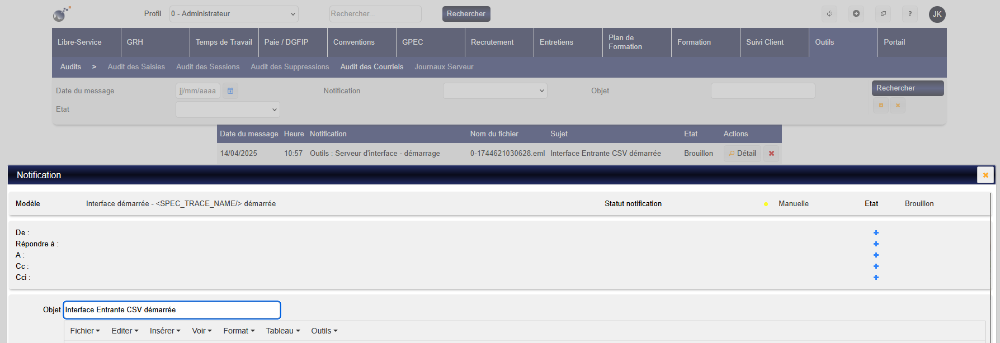 Profil 0 - Administrateur Rechercher... Rechercher ? JK
Libre-Service GRH Temps de Travail Paie / DGFIP Conventions GPEC Recrutement Entretiens Plan de Formation Formation Suivi Client Outils Portail
Audits > Audit des Saisies Audit des Sessions Audit des Suppressions Audit des Courriels Journaux Serveur
Date du message jj/mm/aaaa Notification Objet Rechercher
Etat
Date du message Heure Notification Nom du fichier Sujet Etat Actions
14/04/2025 10:57 Outils : Serveur d'interface - démarrage 0-1744621030628.eml Interface Entrante CSV démarrée Brouillon Détail
Notification
Modèle Interface démarrée - <SPEC_TRACE_NAME/> démarrée Statut notification Manuelle Etat Brouillon
De :
Répondre à :
A :
Cc :
Cci :
Objet Interface Entrante CSV démarrée
Fichier Editer Insérer Voir Format Tableau Outils